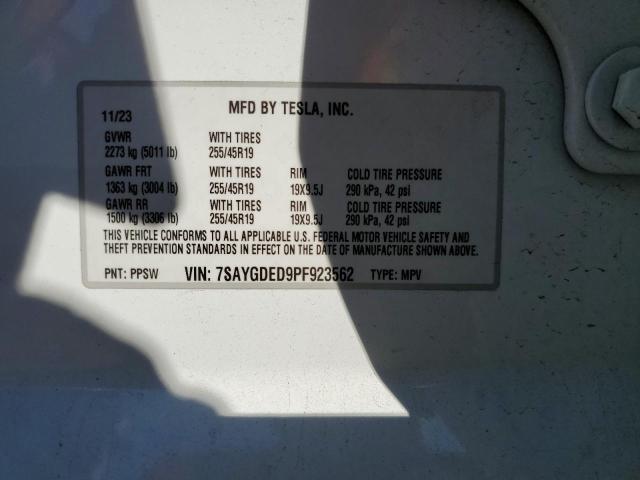 11/23 MFD BY TESLA, INC.
GVWR WITH TIRES
2273 kg (5011 lb) 255/45R19
GAWR FRT WITH TIRES RIM COLD TIRE PRESSURE
1363 kg (3004 lb) 255/45R19 19X9.5J 290 kPa, 42 psi
GAWR RR WITH TIRES RIM COLD TIRE PRESSURE
1500 kg (3306 lb) 255/45R19 19X9.5J 290 kPa, 42 psi
THIS VEHICLE CONFORMS TO ALL APPLICABLE U.S. FEDERAL MOTOR VEHICLE SAFETY AND
THEFT PREVENTION STANDARDS IN EFFECT ON THE DATE OF MANUFACTURE SHOWN ABOVE.
PNT: PPSW VIN: 7SAYGDED9PF923562 TYPE: MPV